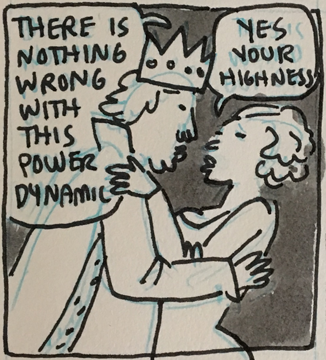 THERE IS
NOTHING
WRONG
WITH
THIS
POWER
DYNAMIC
YES
YOUR
HIGHNESS